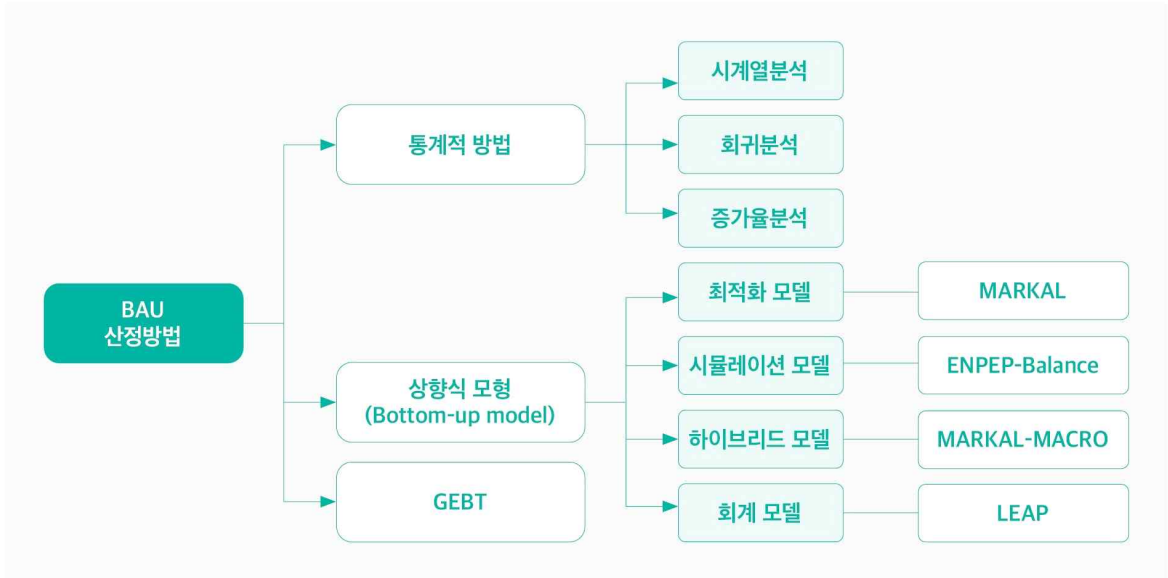 BAU
산정방법
통계적 방법
시계열분석
회귀분석
증가율분석
상향식 모형
(Bottom-up model)
최적화 모델
MARKAL
시뮬레이션 모델
ENPEP-Balance
하이브리드 모델
MARKAL-MACRO
회계 모델
LEAP
GEBT